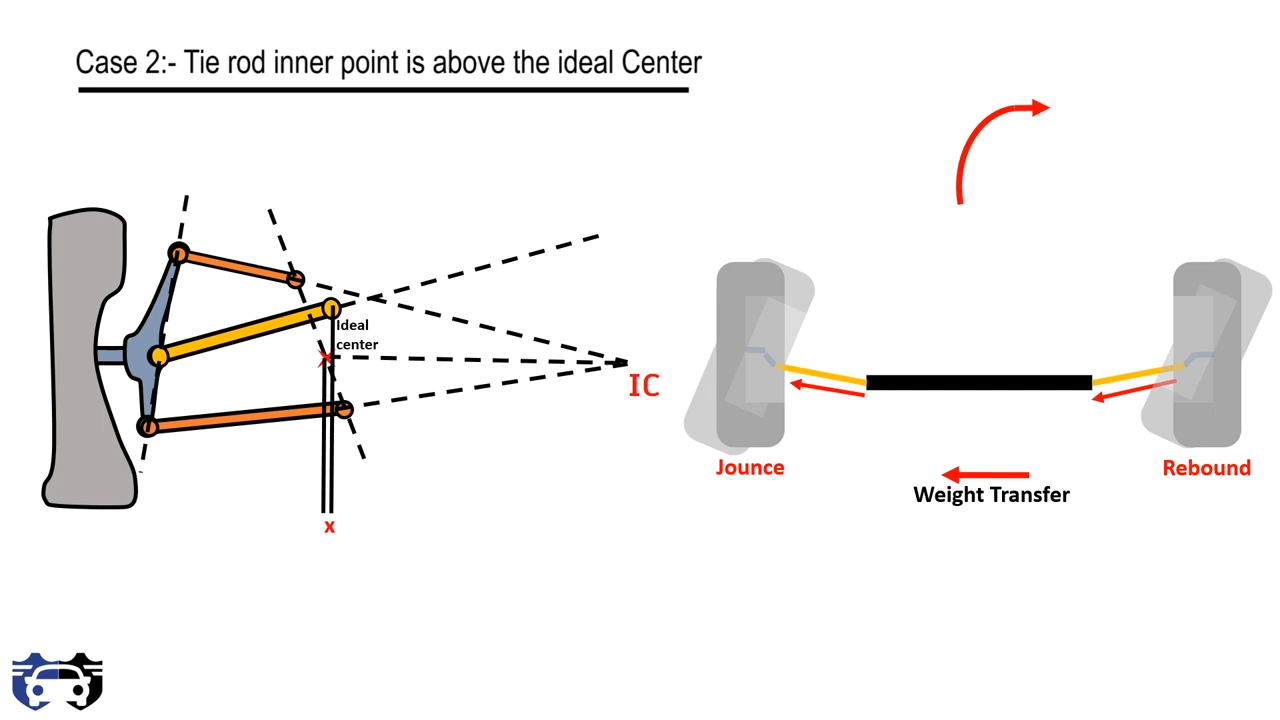 Case 2:- Tie rod inner point is above the ideal Center
Ideal
center
IC
x
Jounce
Rebound
Weight Transfer